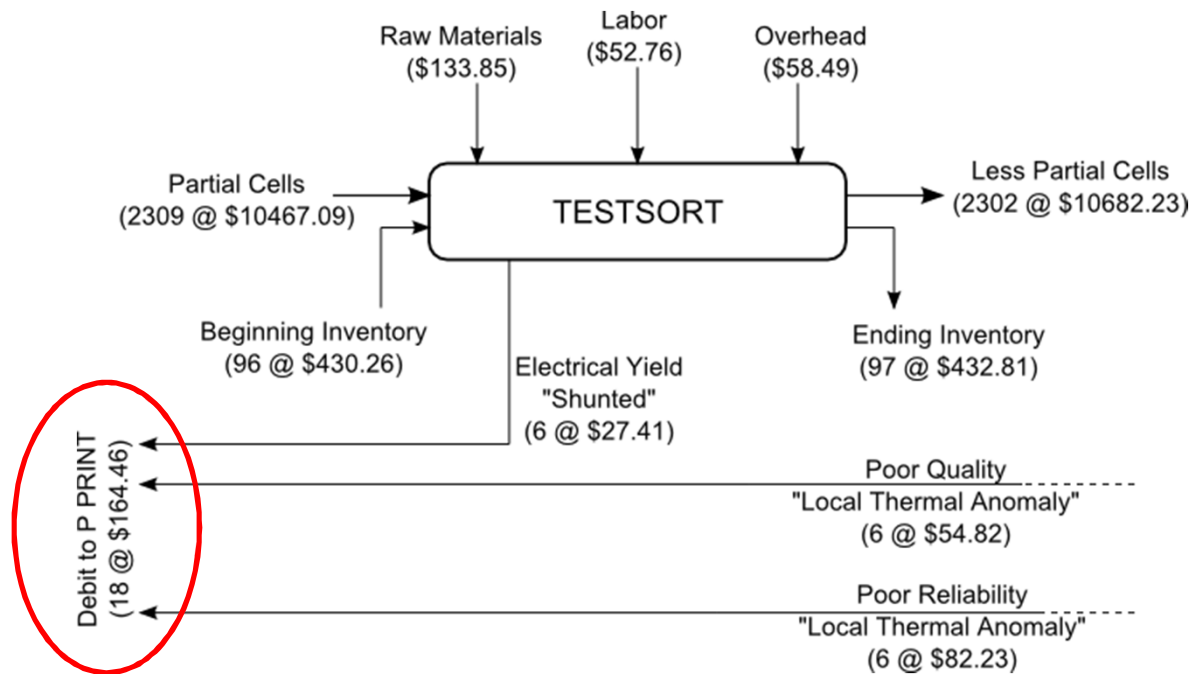 Raw Materials
($133.85)
Labor
($52.76)
Overhead
($58.49)
Partial Cells
(2309 @ $10467.09)
TESTSORT
Less Partial Cells
(2302 @ $10682.23)
Beginning Inventory
(96 @ $430.26)
Ending Inventory
(97 @ $432.81)
Electrical Yield
"Shunted"
(6 @ $27.41)
Debit to P PRINT
(18 @ $164.46)
Poor Quality
"Local Thermal Anomaly"
(6 @ $54.82)
Poor Reliability
"Local Thermal Anomaly"
(6 @ $82.23)